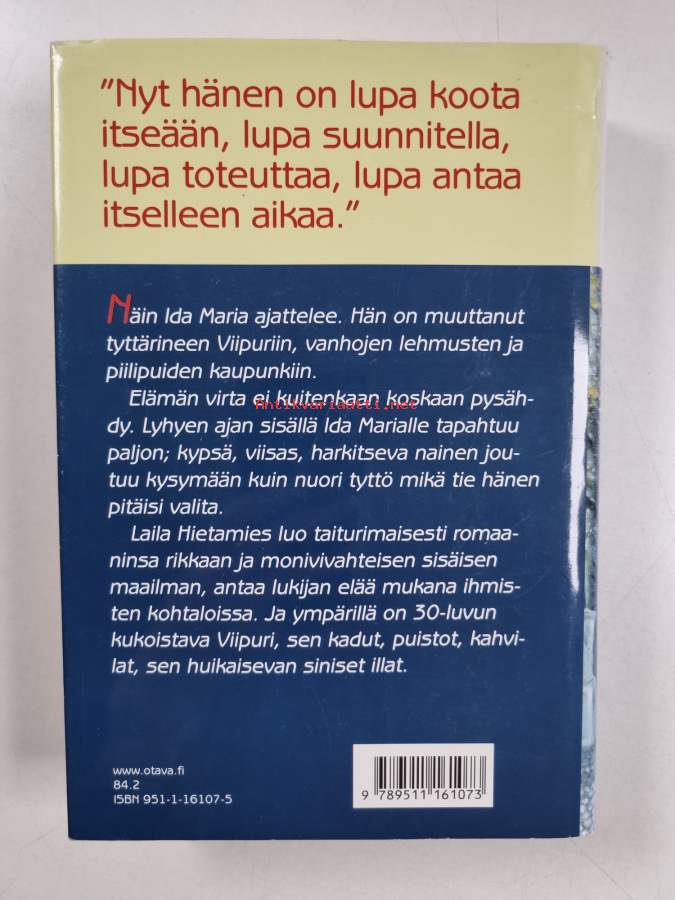 ”Nyt hänen on lupa koota
itseään, lupa suunnitella,
lupa toteuttaa, lupa antaa
itselleen aikaa.”
Näin Ida Maria ajattelee. Hän on muuttanut
tyttärineen Viipuriin, vanhojen lehmusten ja
piilipuiden kaupunkiin.
Elämän virta ei kuitenkaan koskaan pysäh-
Antikvariaatti.net
dy. Lyhyen ajan sisällä Ida Marialle tapahtuu
paljon; kypsä, viisas, harkitseva nainen jou-
tuu kysymään kuin nuori tyttö mikä tie hänen
pitäisi valita.
Laila Hietamies luo taiturimaisesti romaa-
ninsa rikkaan ja monivivahteisen sisäisen
maailman, antaa lukijan elää mukana ihmis-
ten kohtaloissa. Ja ympärillä on 30-luvun
kukoistava Viipuri, sen kadut, puistot, kahvi-
lat, sen huikaisevan siniset illat.
www.otava.fi
84.2
ISBN 951-1-16107-5
9 789511 161073